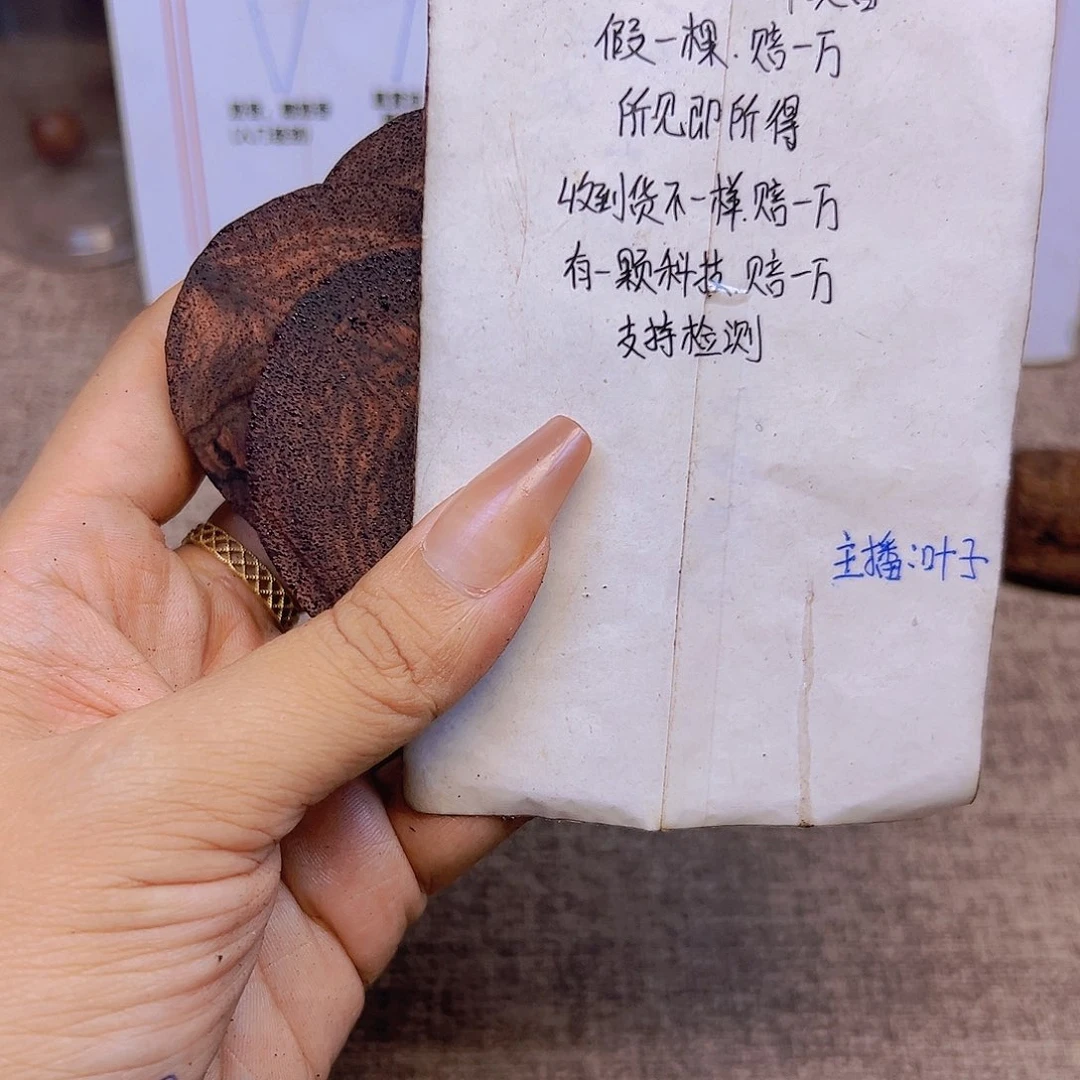 假一棵.赔一万
所见即所得
收到货不一样.赔一万
有一颗科技.赔一万
支持检测
主播:叶子